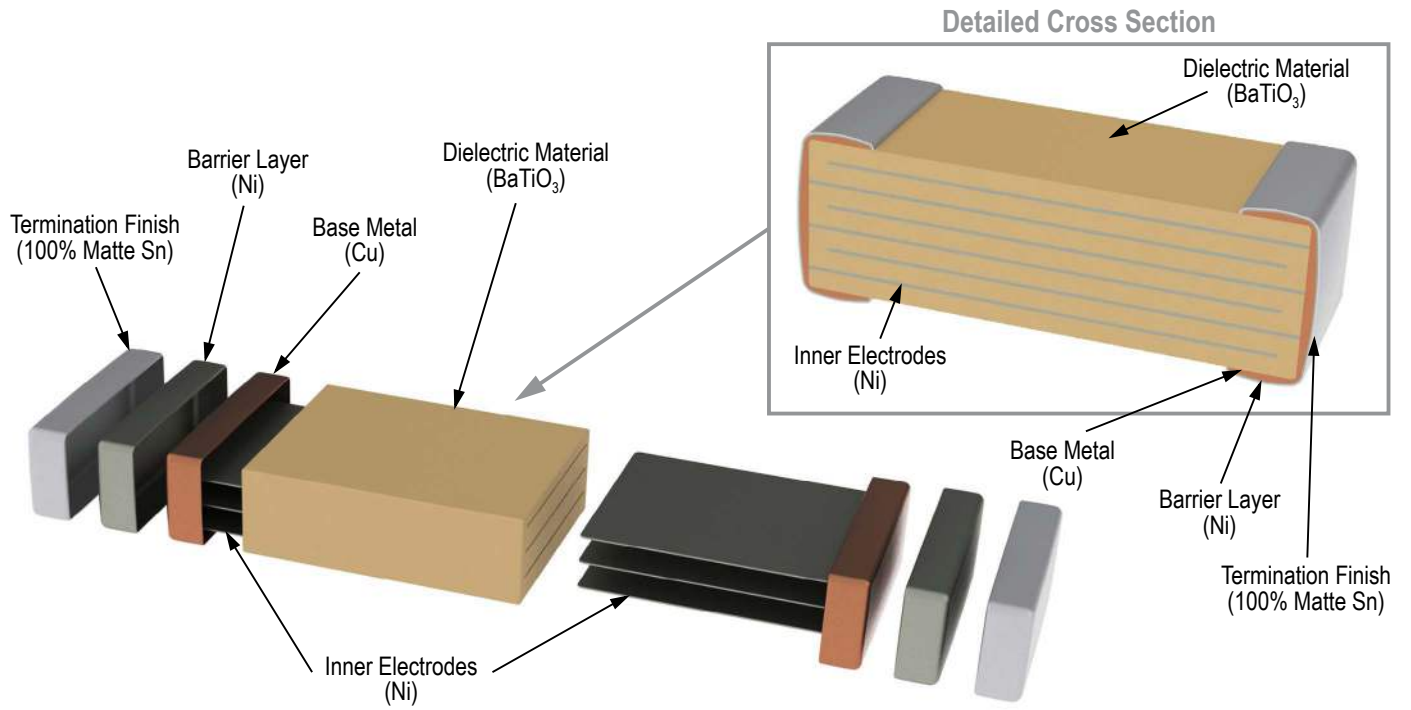 Detailed Cross Section
Dielectric Material
(BaTiO₃)
Inner Electrodes
(Ni)
Base Metal
(Cu)
Barrier Layer
(Ni)
Termination Finish
(100% Matte Sn)
Termination Finish
(100% Matte Sn)
Barrier Layer
(Ni)
Base Metal
(Cu)
Dielectric Material
(BaTiO₃)
Inner Electrodes
(Ni)